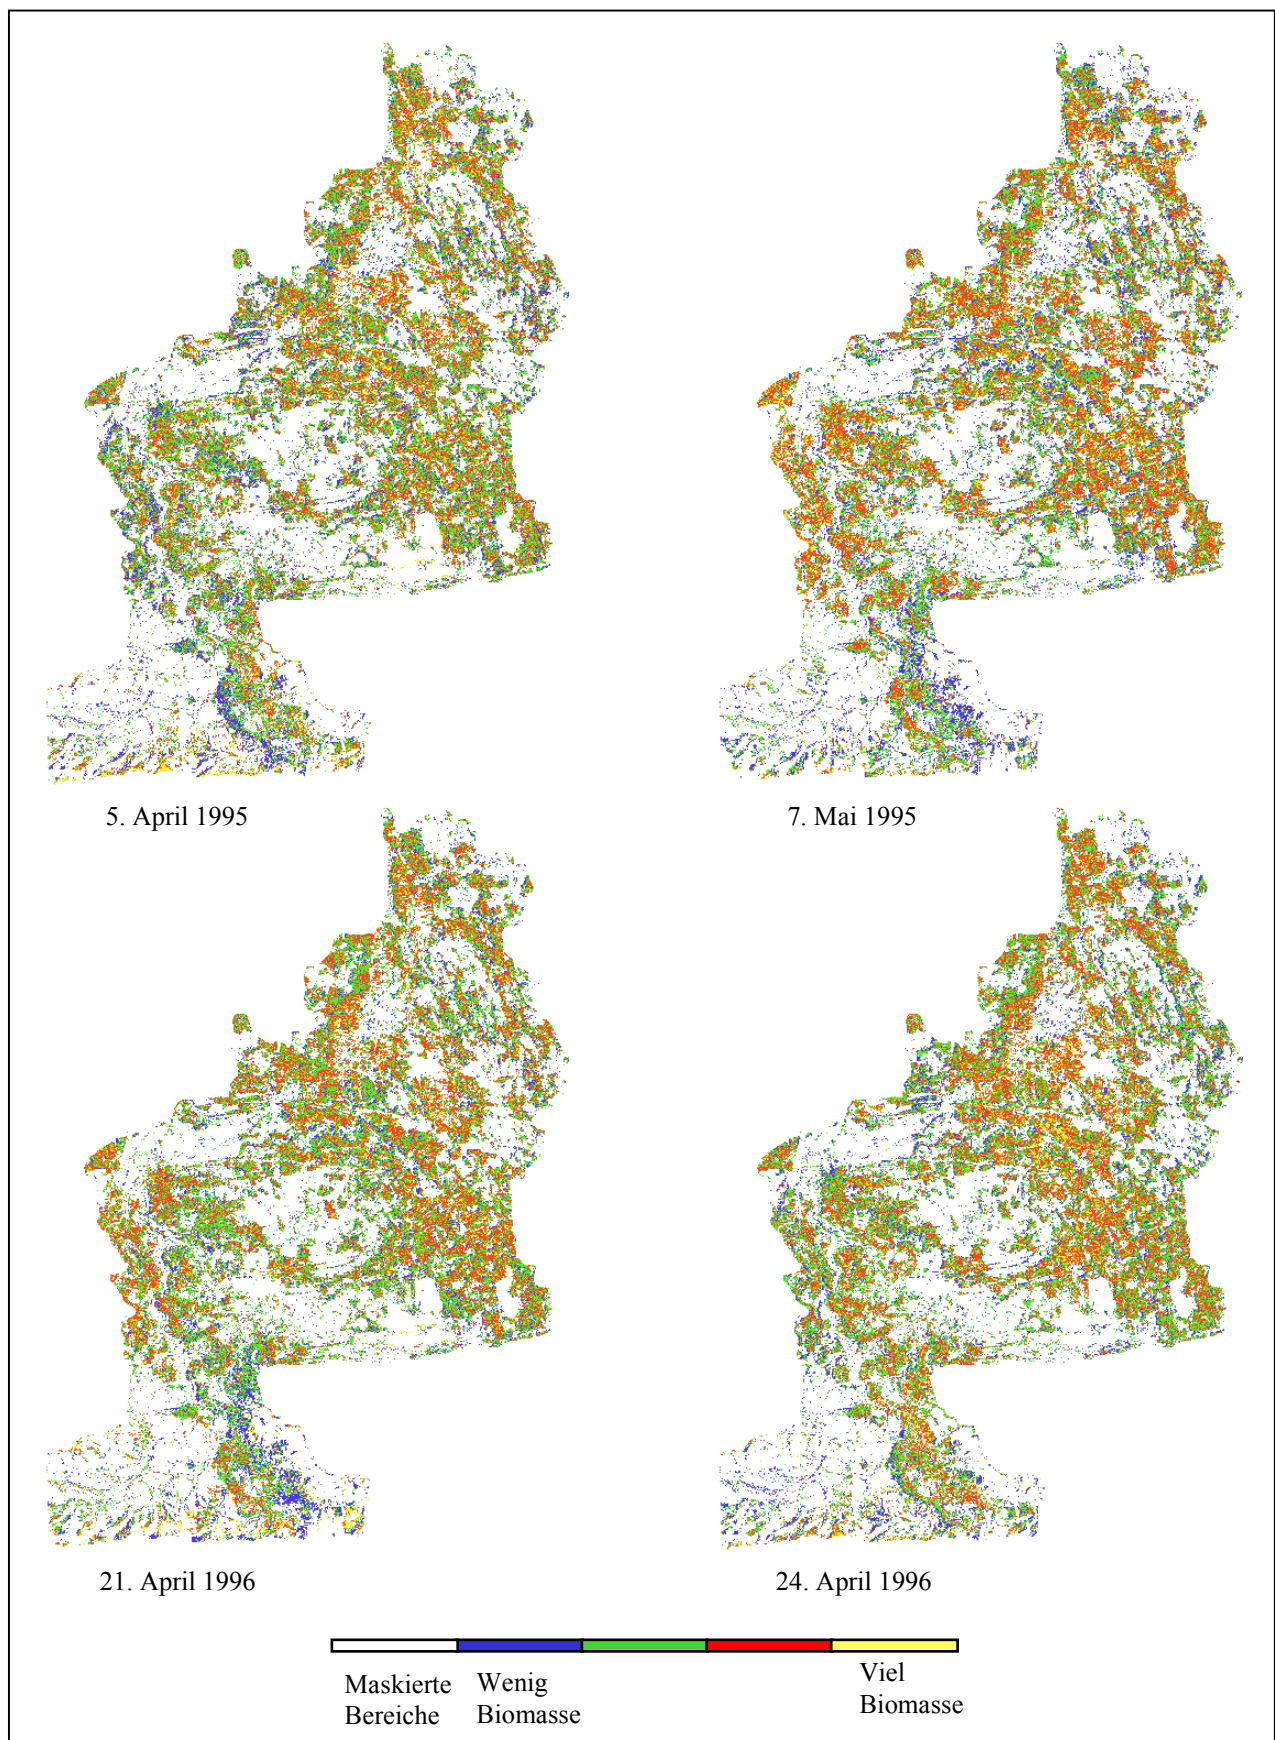 5. April 1995
7. Mai 1995
21. April 1996
24. April 1996
Maskierte
Bereiche
Wenig
Biomasse
Viel
Biomasse